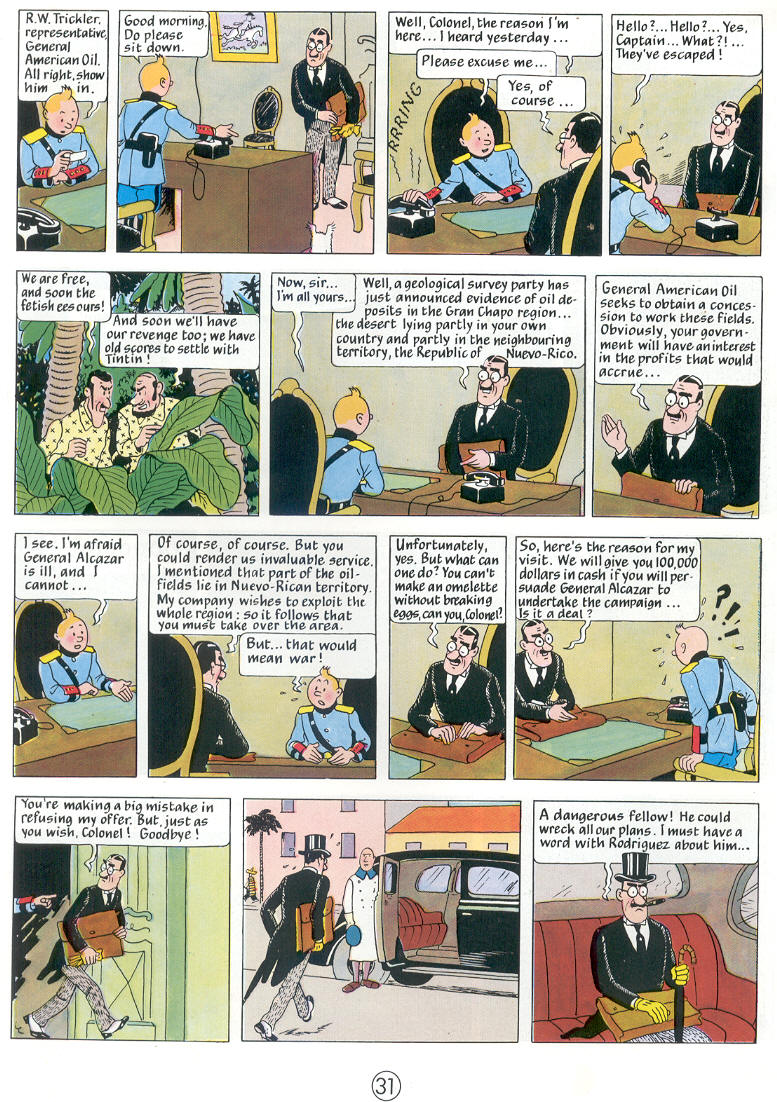 R.W. Trickler,
representative,
General
American Oil.
All right, show
him in.
Good morning.
Do please
sit down.
Well, Colonel, the reason I'm
here... I heard yesterday ...
Please excuse me...
Yes, of
course ...
RRRING
Hello?... Hello?... Yes,
Captain... What?!...
They've escaped!
We are free,
and soon the
fetish ees ours!
And soon we'll have
our revenge too; we have
old scores to settle with
Tintin!
Now, sir...
I'm all yours...
Well, a geological survey party has
just announced evidence of oil de-
posits in the Gran Chapo region...
the desert lying partly in your own
country and partly in the neighbouring
territory, the Republic of Nuevo-Rico.
General American Oil
seeks to obtain a conces-
sion to work these fields.
Obviously, your govern-
ment will have an interest
in the profits that would
accrue...
I see. I'm afraid
General Alcazar
is ill, and I
cannot...
Of course, of course. But you
could render us invaluable service.
I mentioned that part of the oil-
fields lie in Nuevo-Rican territory.
My company wishes to exploit the
whole region: so it follows that
you must take over the area.
But... that would
mean war!
Unfortunately,
yes. But what can
one do? You can't
make an omelette
without breaking
eggs, can you, Colonel?
So, here's the reason for my
visit. We will give you 100,000
dollars in cash if you will per-
suade General Alcazar to
undertake the campaign ...
Is it a deal?
?!!
You're making a big mistake in
refusing my offer. But, just as
you wish, Colonel! Goodbye!
A dangerous fellow! He could
wreck all our plans. I must have a
word with Rodriguez about him...
31